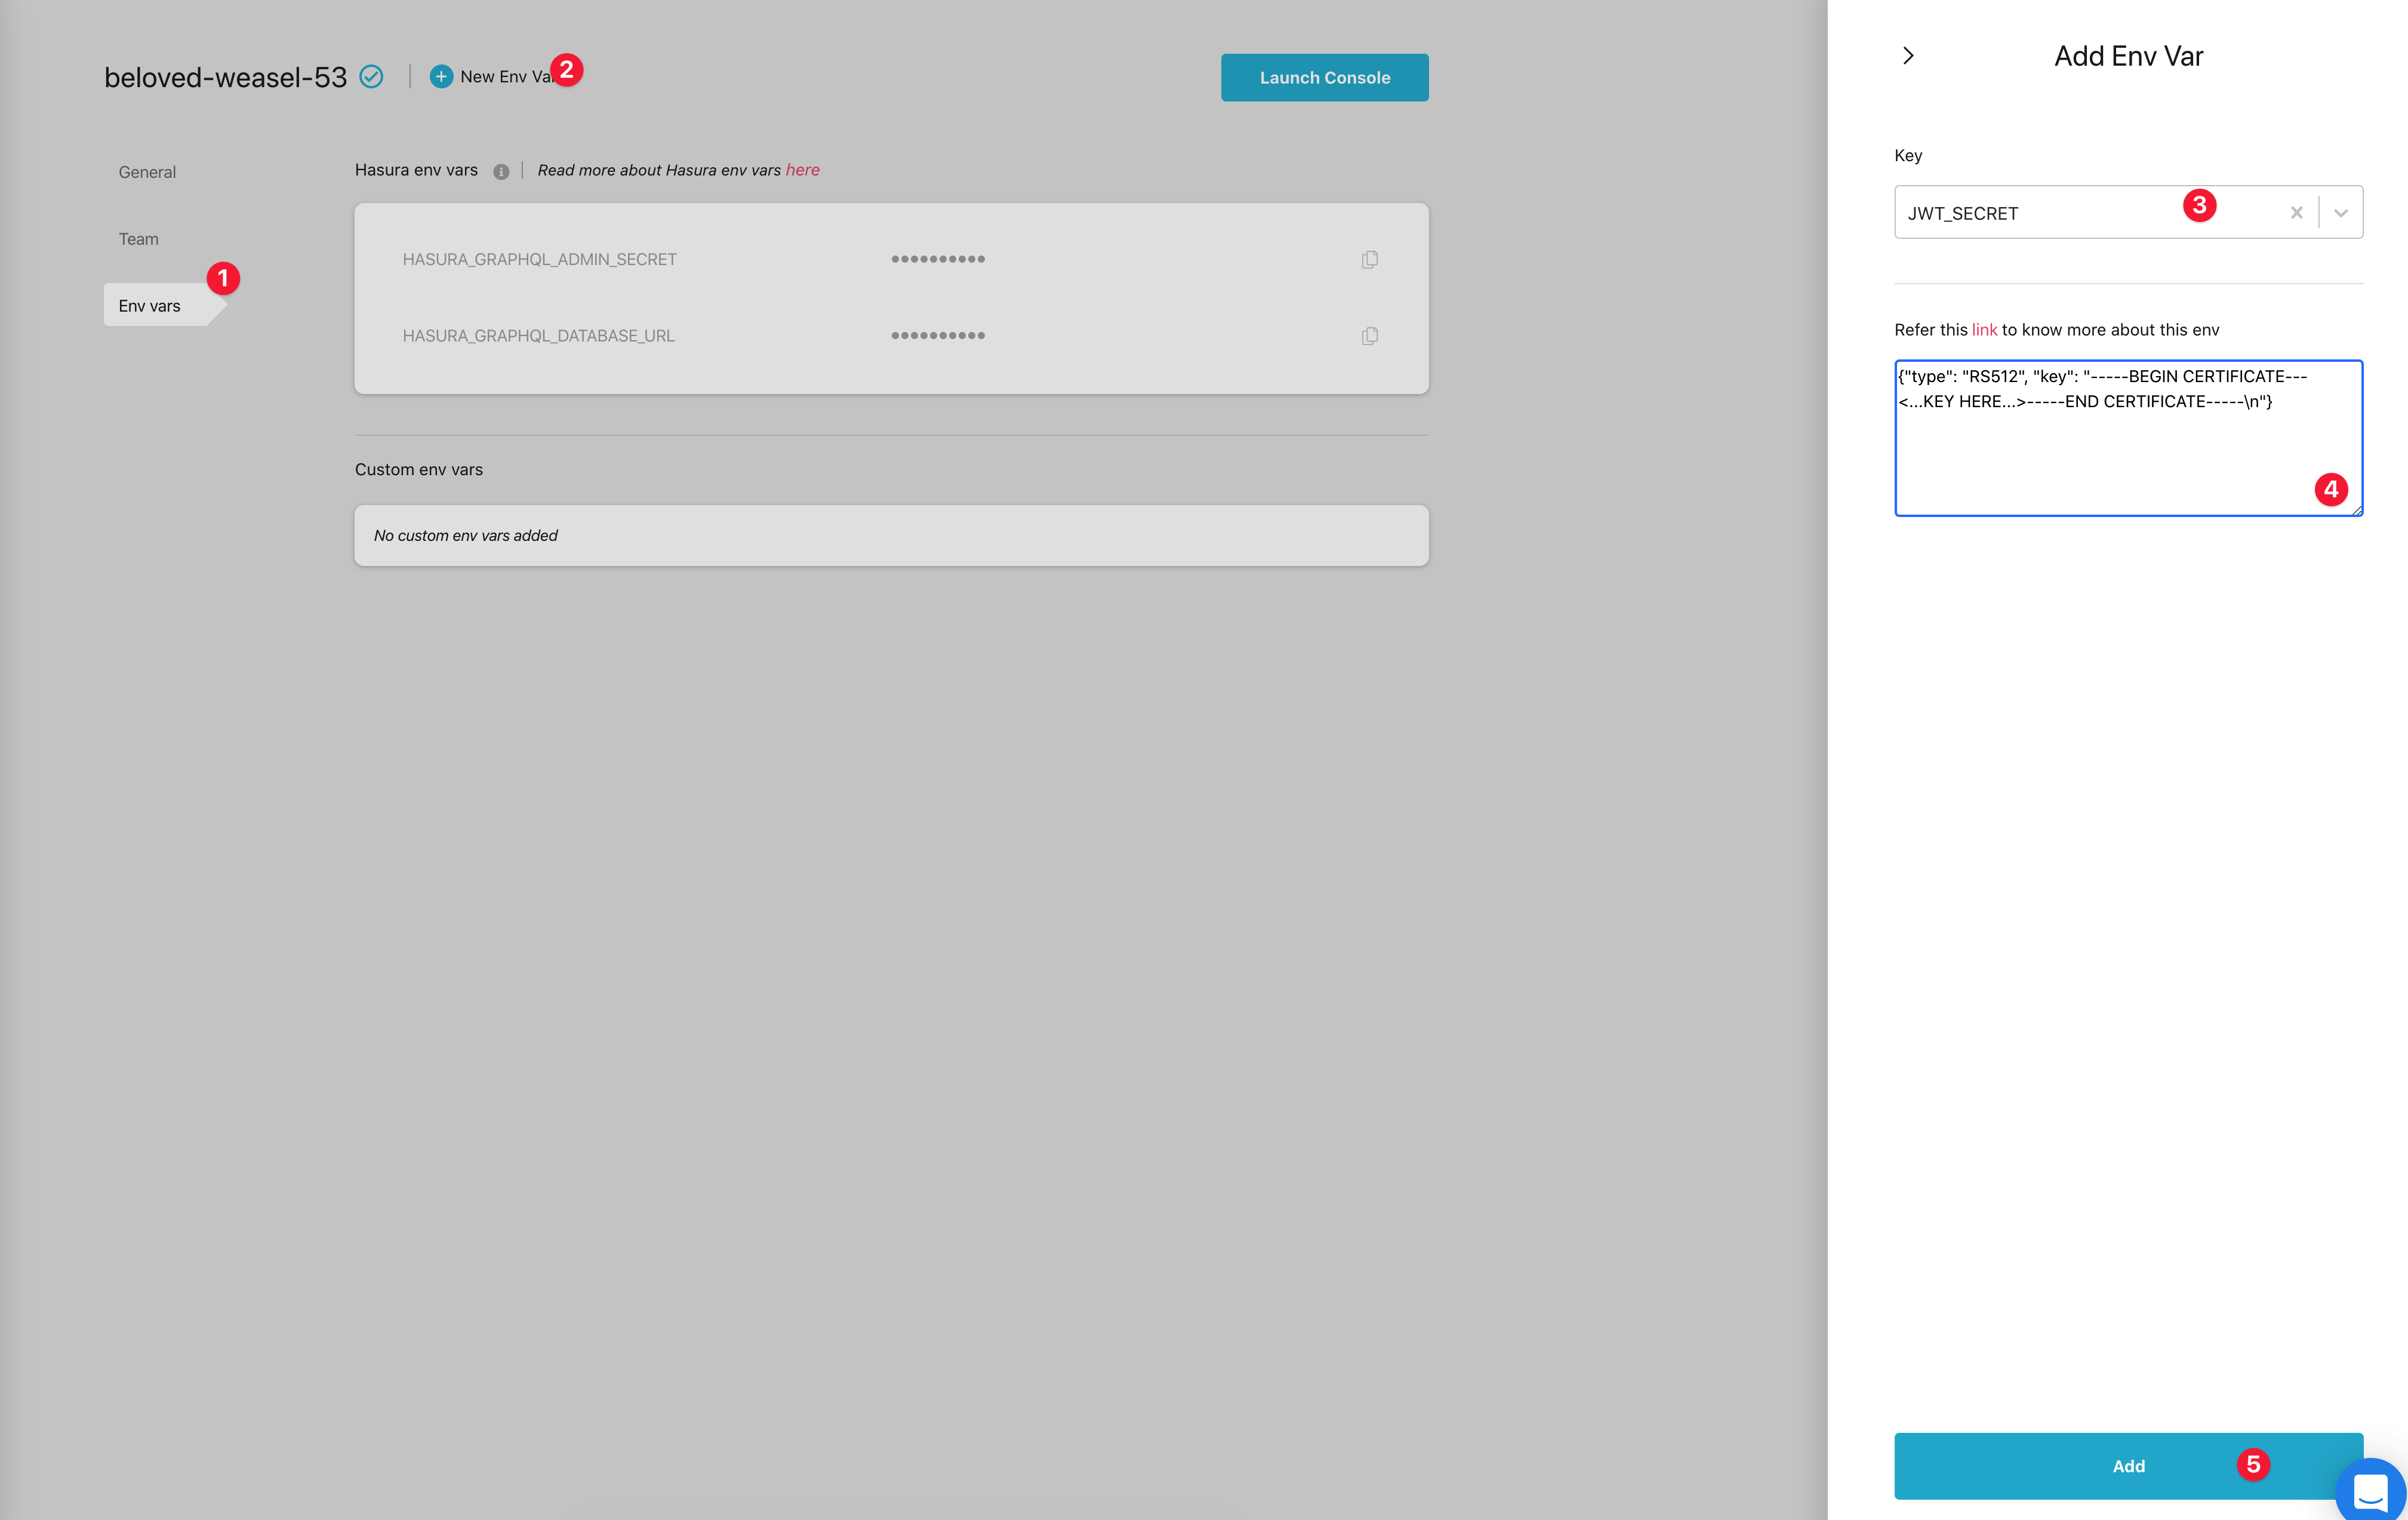 beloved-weasel-53
New Env Va
2
Launch Console
General
Team
1
Env vars
Hasura env vars
Read more about Hasura env vars here
HASURA_GRAPHQL_ADMIN_SECRET ••••••••••
HASURA_GRAPHQL_DATABASE_URL ••••••••••
Custom env vars
No custom env vars added
Add Env Var
Key
JWT_SECRET
3
Refer this link to know more about this env
{"type": "RS512", "key": "-----BEGIN CERTIFICATE---
<...KEY HERE...>-----END CERTIFICATE-----\n"}
4
Add
5